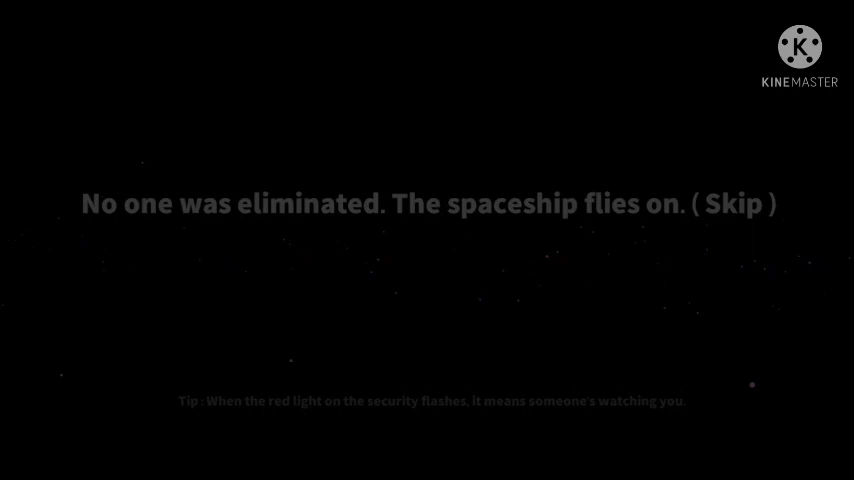 K
KINEMASTER
No one was eliminated. The spaceship flies on. ( Skip )
Tip : When the red light on the security flashes, it means someone's watching you.